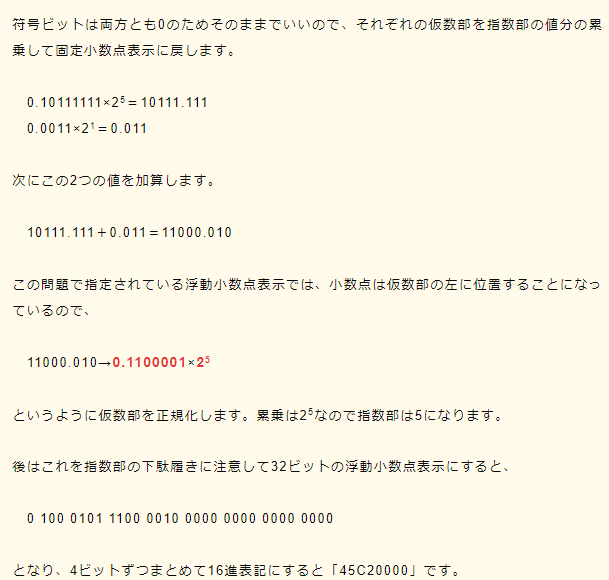 符号ビットは両方とも0のためそのままでいいので、それぞれの仮数部を指数部の値分の累
乗して固定小数点表示に戻します。
0.10111111×2⁵＝10111.111
0.0011×2¹＝0.011
次にこの2つの値を加算します。
10111.111＋0.011＝11000.010
この問題で指定されている浮動小数点表示では、小数点は仮数部の左に位置することになっ
ているので、
11000.010→0.1100001×2⁵
というように仮数部を正規化します。累乗は2⁵なので指数部は5になります。
後はこれを指数部の下駄履きに注意して32ビットの浮動小数点表示にすると、
0 100 0101 1100 0010 0000 0000 0000 0000
となり、4ビットずつまとめて16進表記にすると「45C20000」です。